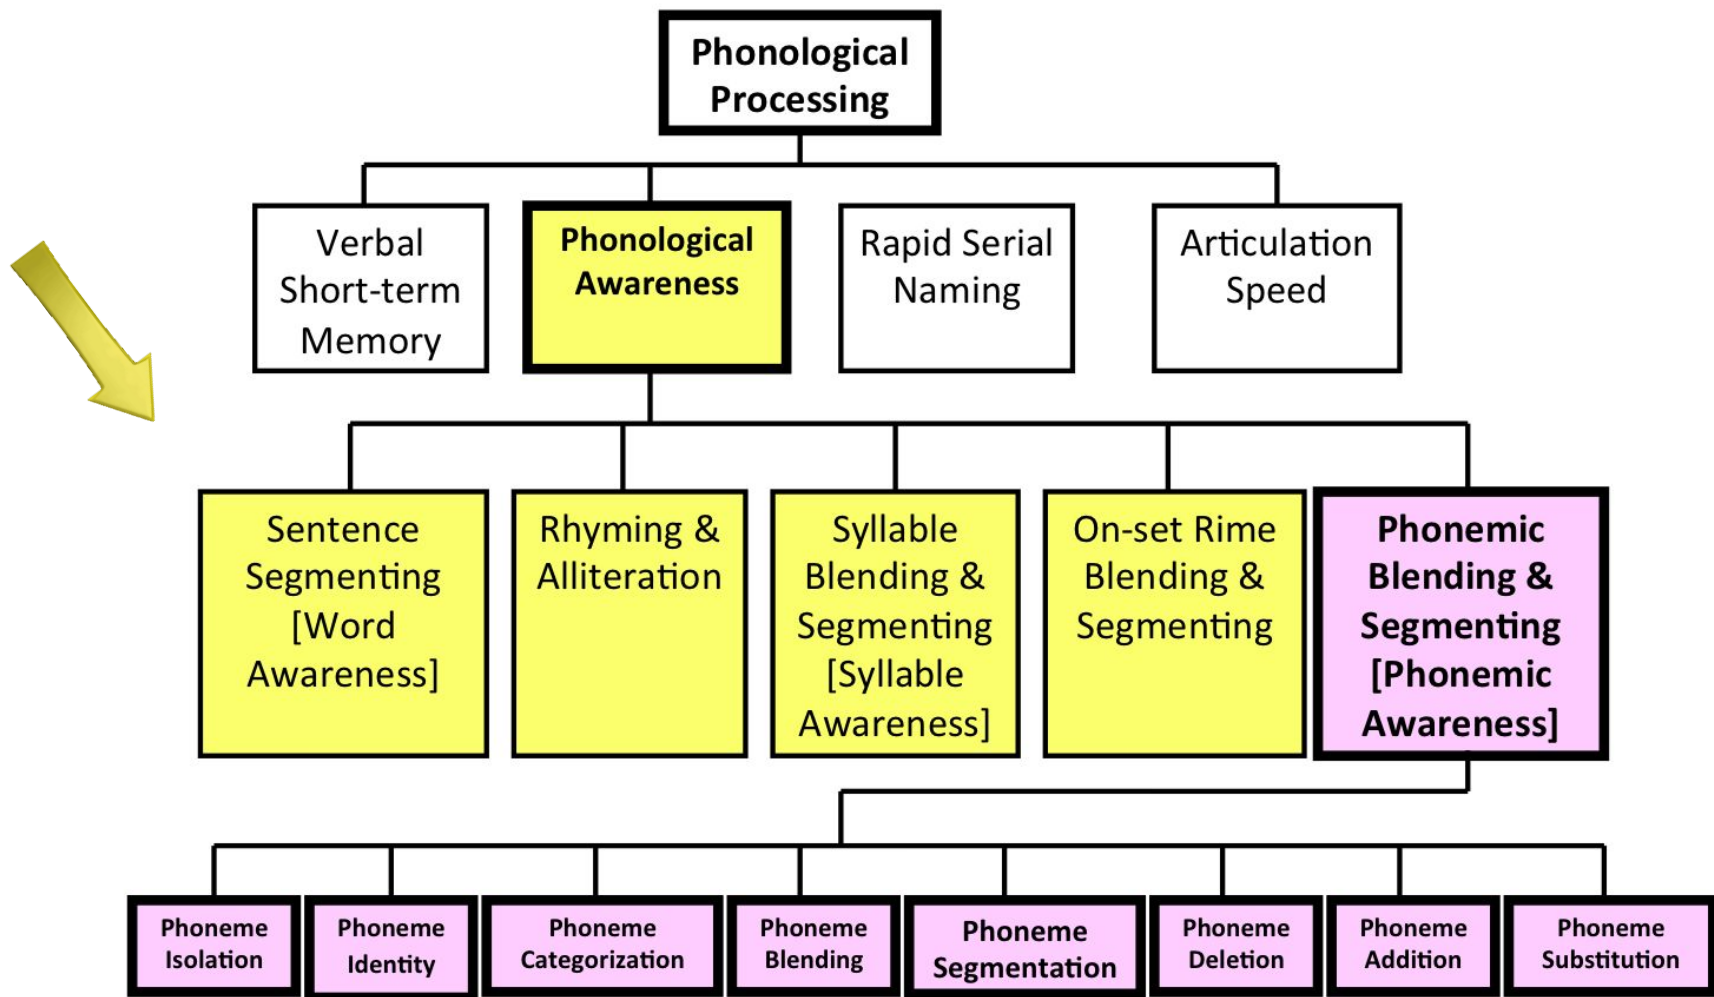 Phonological
Processing
Verbal
Short-term
Memory
Phonological
Awareness
Rapid Serial
Naming
Articulation
Speed
Sentence
Segmenting
[Word
Awareness]
Rhyming &
Alliteration
Syllable
Blending &
Segmenting
[Syllable
Awareness]
On-set Rime
Blending &
Segmenting
Phonemic
Blending &
Segmenting
[Phonemic
Awareness]
Phoneme
Isolation
Phoneme
Identity
Phoneme
Categorization
Phoneme
Blending
Phoneme
Segmentation
Phoneme
Deletion
Phoneme
Addition
Phoneme
Substitution